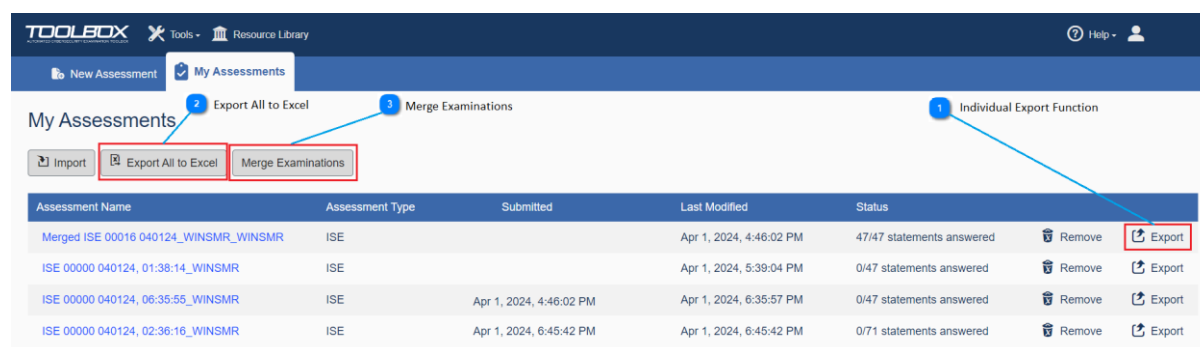 TOOLBOX Tools Resource Library Help
New Assessment My Assessments
2 Export All to Excel 3 Merge Examinations 1 Individual Export Function
My Assessments
Import Export All to Excel Merge Examinations
Assessment Name Assessment Type Submitted Last Modified Status
Merged ISE 00016 040124_WINSMR_WINSMR ISE Apr 1, 2024, 4:46:02 PM 47/47 statements answered Remove Export
ISE 00000 040124, 01:38:14_WINSMR ISE Apr 1, 2024, 5:39:04 PM 0/47 statements answered Remove Export
ISE 00000 040124, 06:35:55_WINSMR ISE Apr 1, 2024, 4:46:02 PM Apr 1, 2024, 6:35:57 PM 0/47 statements answered Remove Export
ISE 00000 040124, 02:36:16_WINSMR ISE Apr 1, 2024, 6:45:42 PM Apr 1, 2024, 6:45:42 PM 0/71 statements answered Remove Export